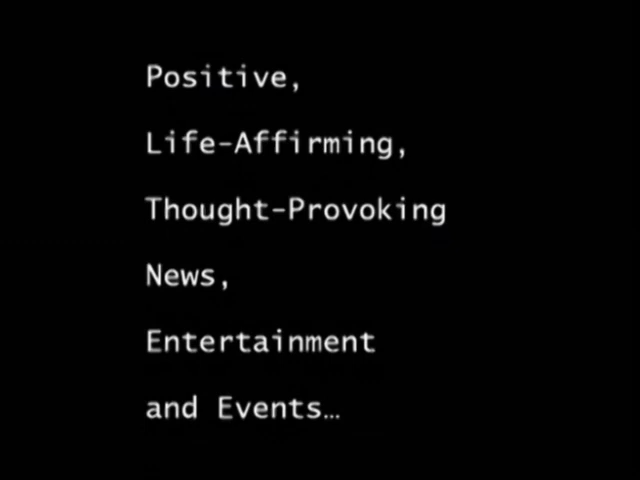 Positive,
Life-Affirming,
Thought-Provoking
News,
Entertainment
and Events…